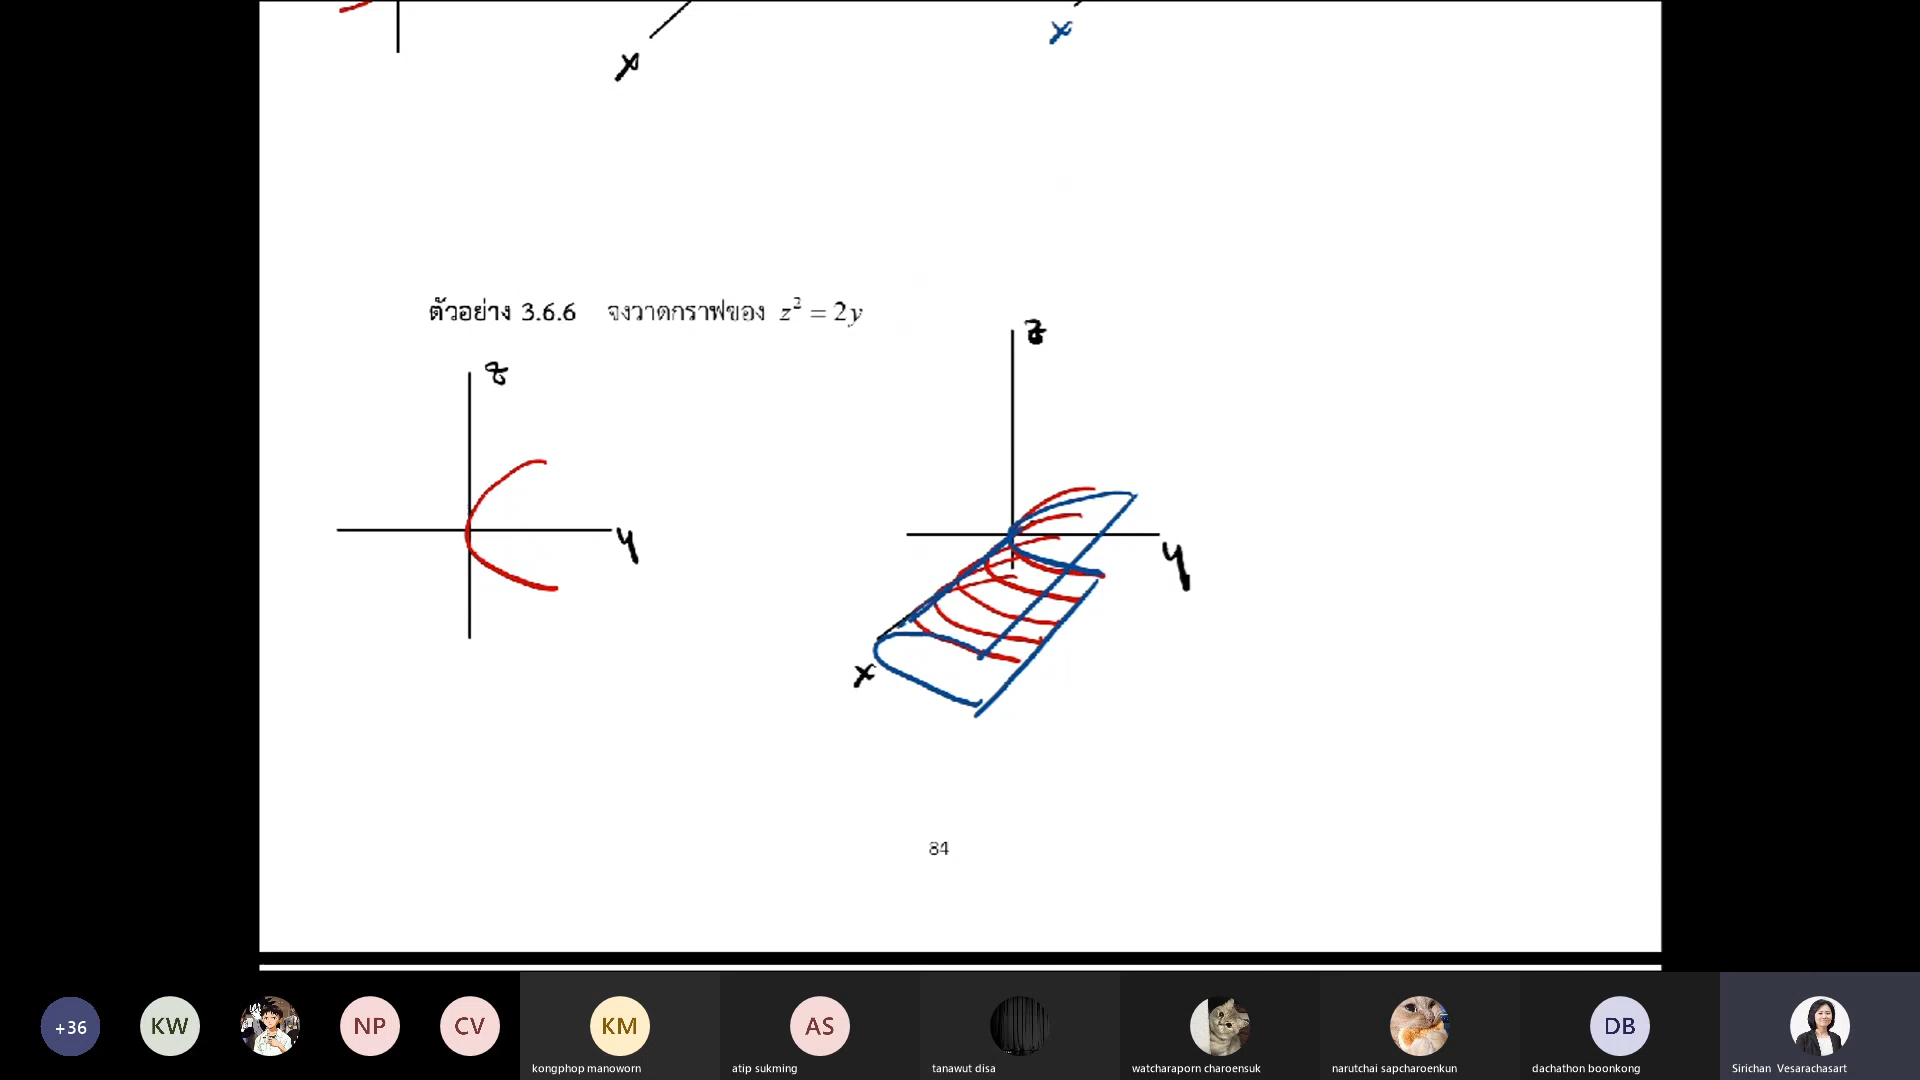 x
x
ตัวอย่าง 3.6.6 จงวาดกราฟของ z² = 2y
z
z
y
y
x
84
+36
KW
NP
CV
KM
AS
DB
kongphop manoworn
atip sukming
tanawut disa
watcharaporn charoensuk
narutchai sapcharoenkun
dachathon boonkong
Sirichan Vesarachasart